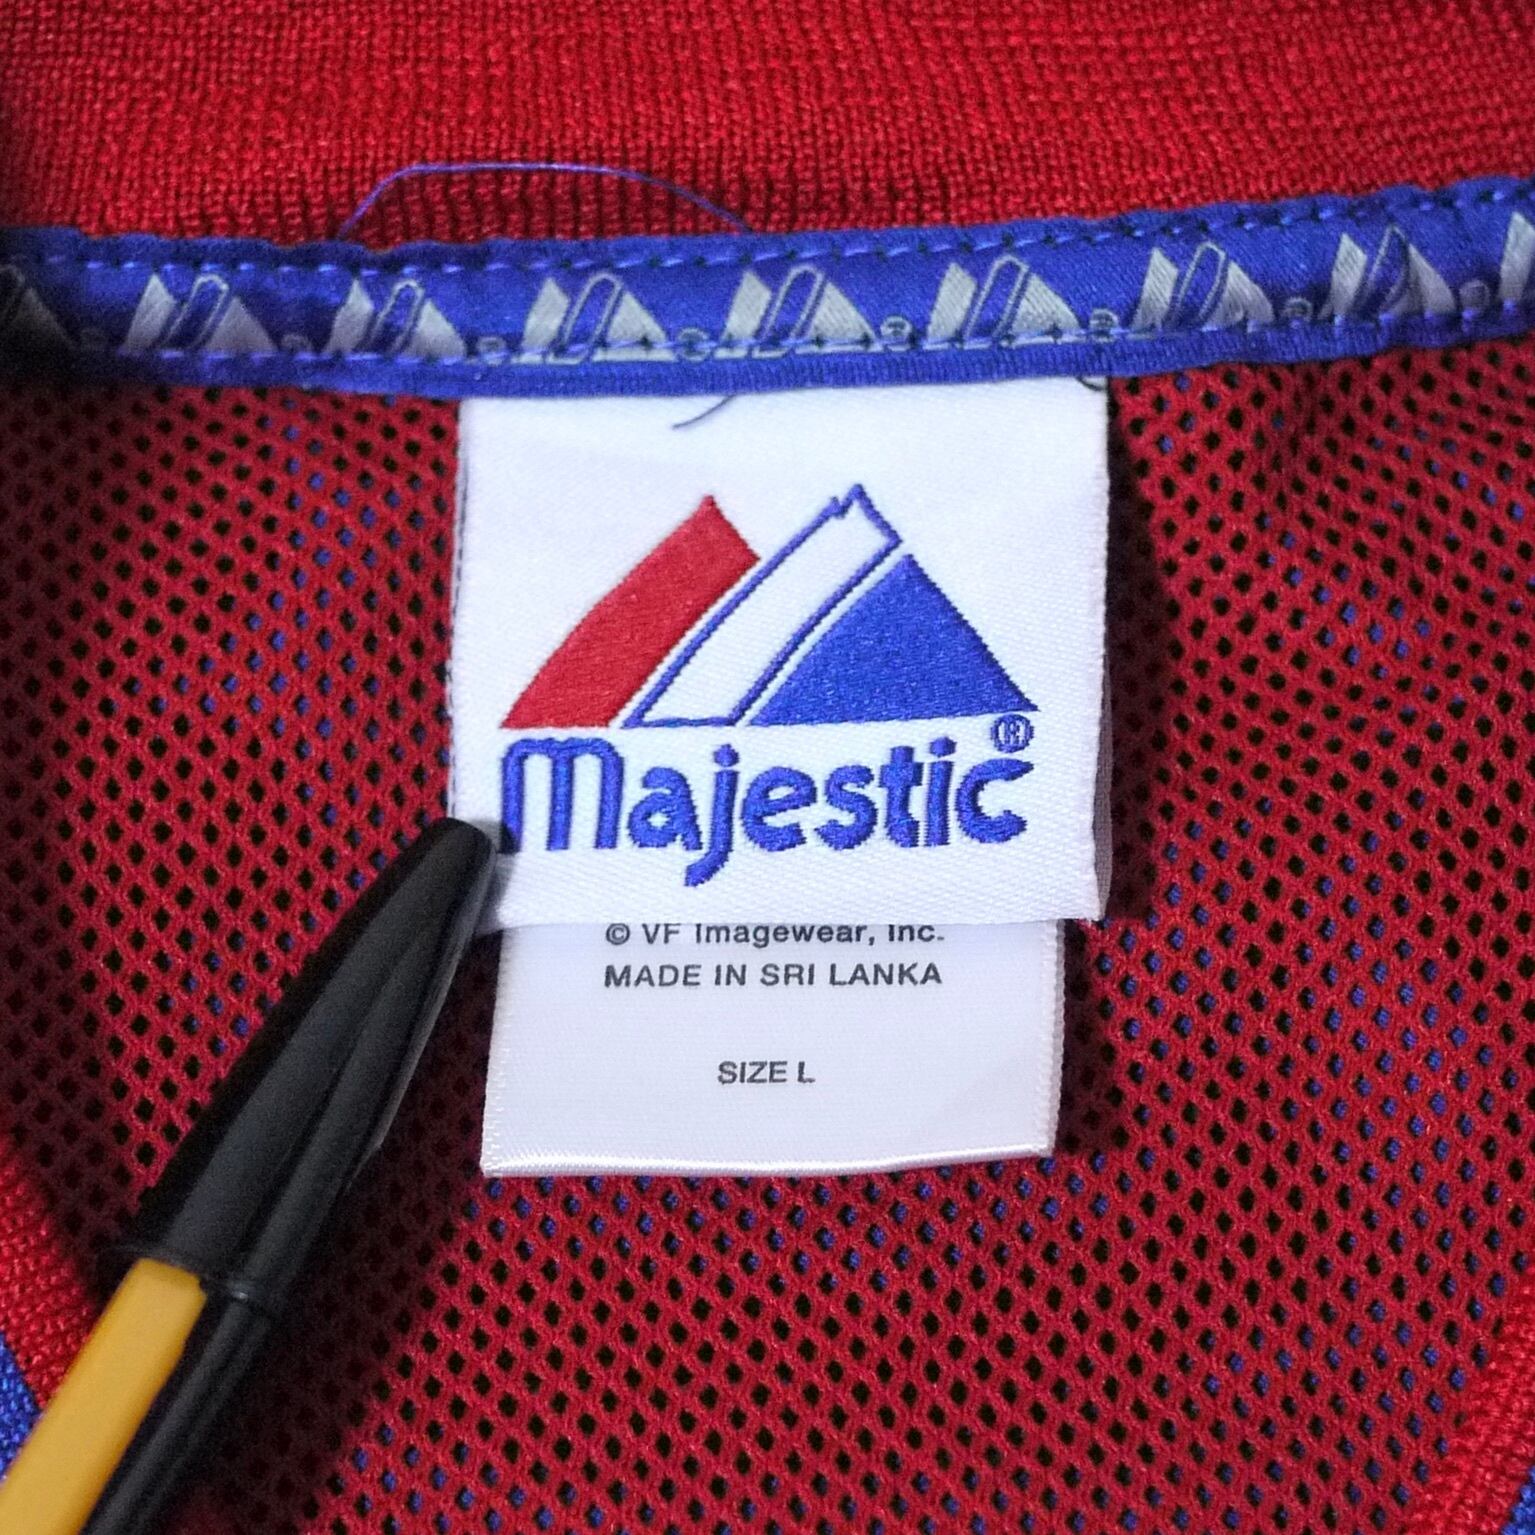 Majestic®
© VF Imagewear, Inc.
MADE IN SRI LANKA
SIZE L